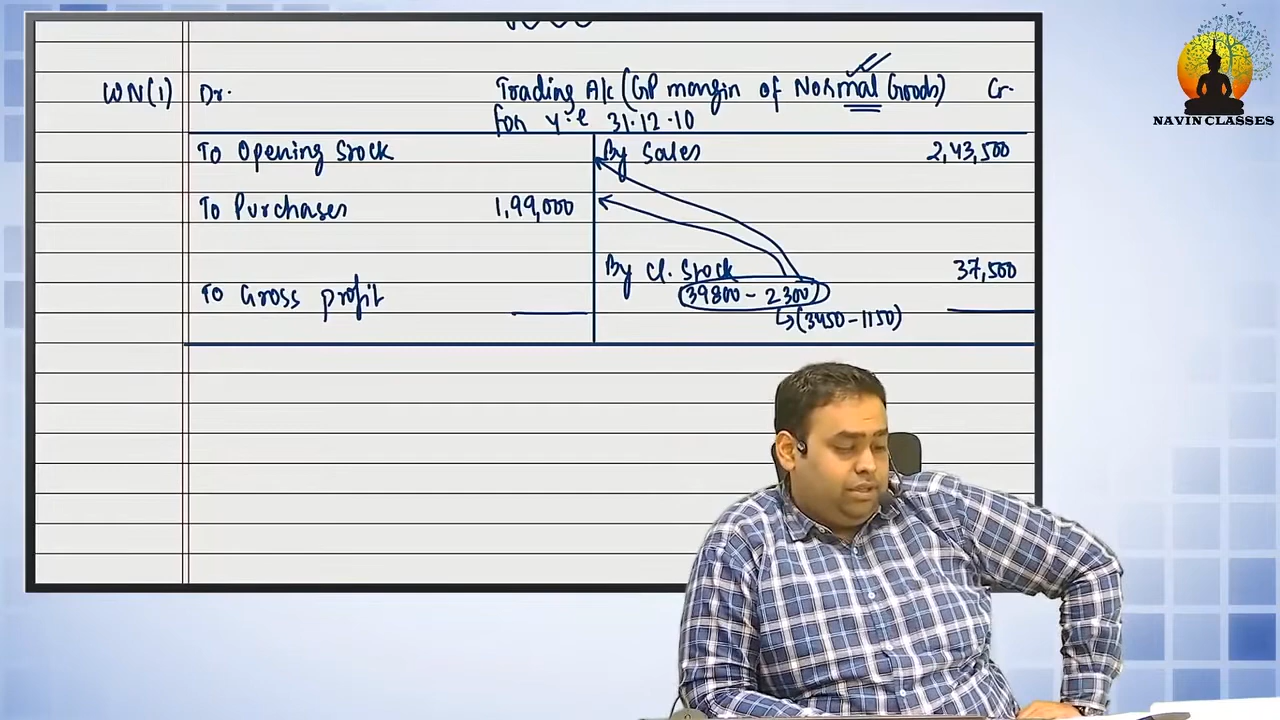 WN(1) Dr. Trading A/c (GP margin of Normal Goods) Cr.
for y.e 31.12.10
To Opening Stock By Sales 2,43,500
To Purchases 1,99,000
By Cl. Stock 37,500
To Gross profit (39800 - 2300)
(3450-1150)
NAVIN CLASSES